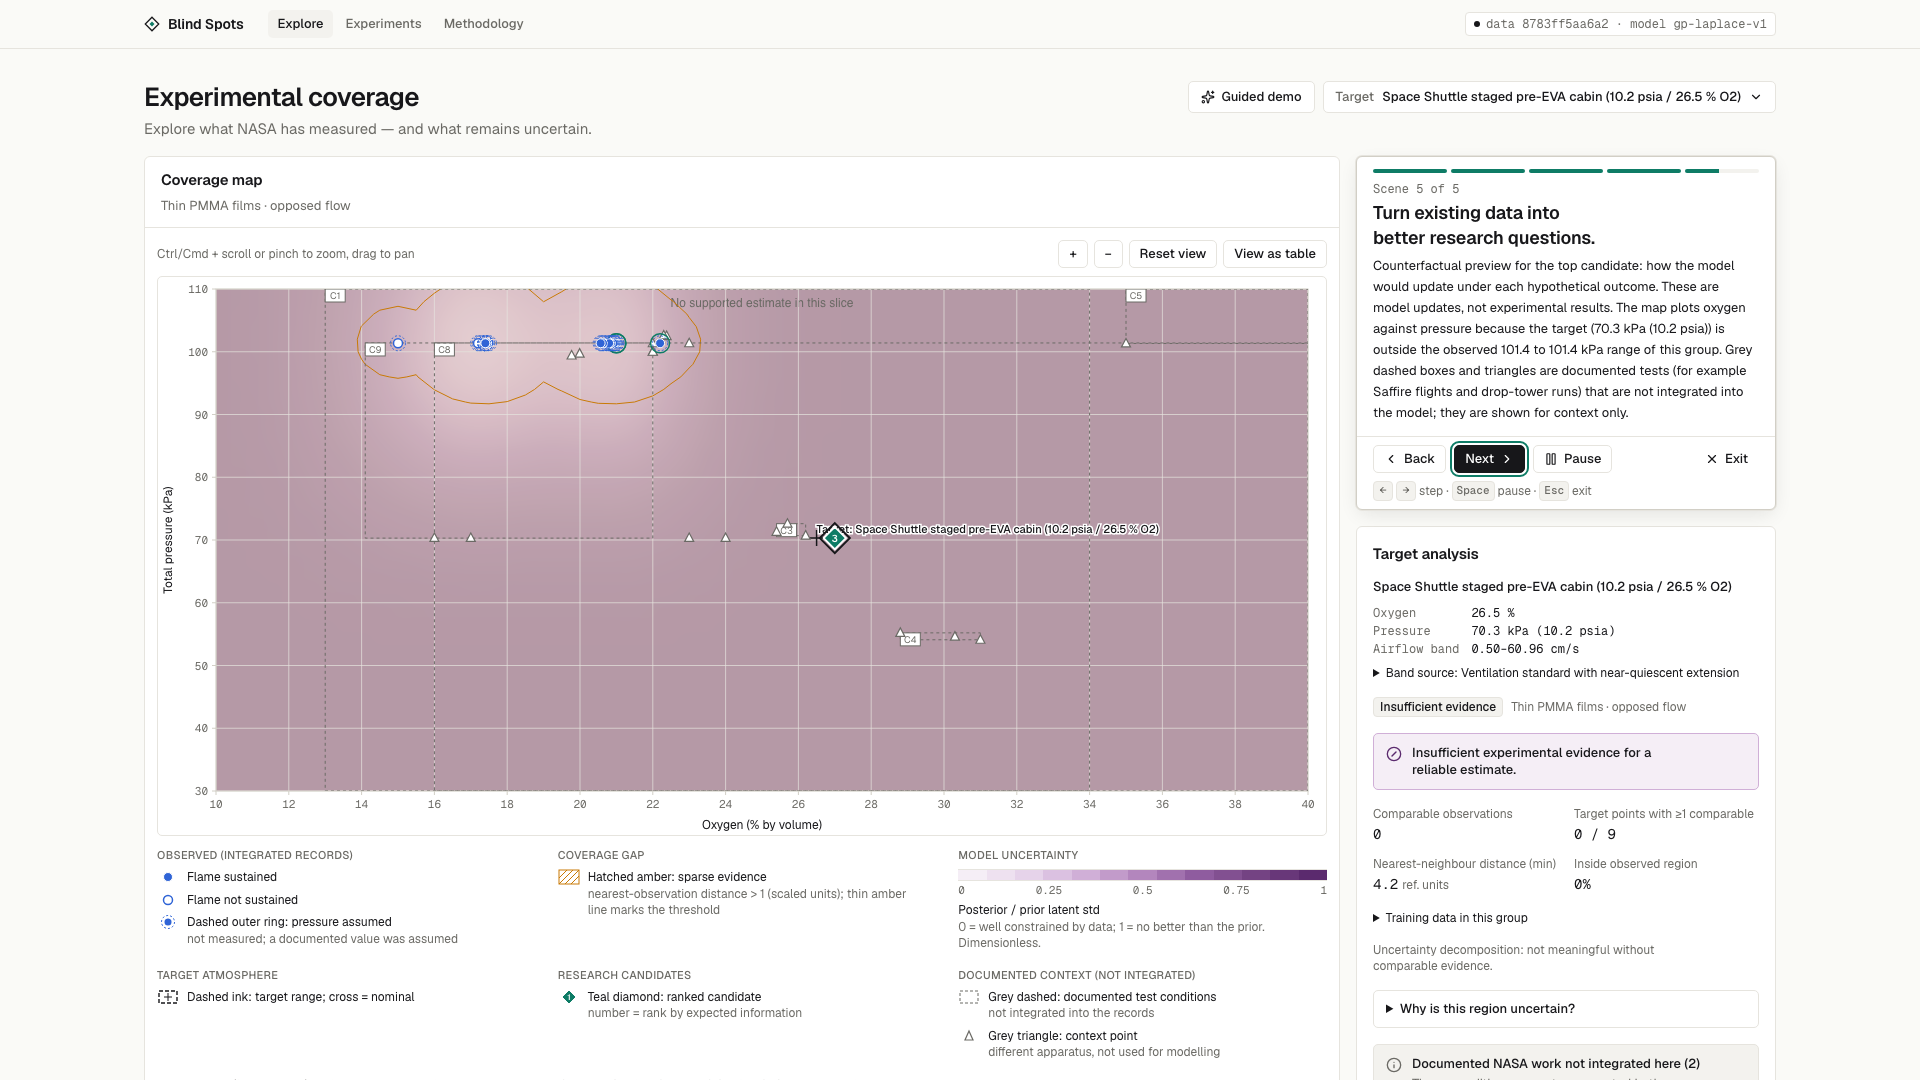 Blind Spots
Explore
Experiments
Methodology
data 8783ff5aa6a2 · model gp-laplace-v1
Experimental coverage
Explore what NASA has measured — and what remains uncertain.
Guided demo
Target Space Shuttle staged pre-EVA cabin (10.2 psia / 26.5 % O2)
Coverage map
Thin PMMA films · opposed flow
Ctrl/Cmd + scroll or pinch to zoom, drag to pan
+
−
Reset view
View as table
No supported estimate in this slice
C1
C5
C9
C8
C3
C4
Target: Space Shuttle staged pre-EVA cabin (10.2 psia / 26.5 % O2)
3
110
100
90
80
70
60
50
40
30
Total pressure (kPa)
10 12 14 16 18 20 22 24 26 28 30 32 34 36 38 40
Oxygen (% by volume)
OBSERVED (INTEGRATED RECORDS)
Flame sustained
Flame not sustained
Dashed outer ring: pressure assumed
not measured; a documented value was assumed
COVERAGE GAP
Hatched amber: sparse evidence
nearest-observation distance > 1 (scaled units); thin amber
line marks the threshold
MODEL UNCERTAINTY
0 0.25 0.5 0.75 1
Posterior / prior latent std
0 = well constrained by data; 1 = no better than the prior.
Dimensionless.
TARGET ATMOSPHERE
Dashed ink: target range; cross = nominal
RESEARCH CANDIDATES
1
Teal diamond: ranked candidate
number = rank by expected information
DOCUMENTED CONTEXT (NOT INTEGRATED)
Grey dashed: documented test conditions
not integrated into the records
Grey triangle: context point
different apparatus, not used for modelling
Scene 5 of 5
Turn existing data into
better research questions.
Counterfactual preview for the top candidate: how the model
would update under each hypothetical outcome. These are
model updates, not experimental results. The map plots oxygen
against pressure because the target (70.3 kPa (10.2 psia)) is
outside the observed 101.4 to 101.4 kPa range of this group. Grey
dashed boxes and triangles are documented tests (for example
Saffire flights and drop-tower runs) that are not integrated into
the model; they are shown for context only.
Back
Next
Pause
Exit
← → step · Space pause · Esc exit
Target analysis
Space Shuttle staged pre-EVA cabin (10.2 psia / 26.5 % O2)
Oxygen 26.5 %
Pressure 70.3 kPa (10.2 psia)
Airflow band 0.50–60.96 cm/s
Band source: Ventilation standard with near-quiescent extension
Insufficient evidence
Thin PMMA films · opposed flow
Insufficient experimental evidence for a
reliable estimate.
Comparable observations
0
Target points with ≥1 comparable
0 / 9
Nearest-neighbour distance (min)
4.2 ref. units
Inside observed region
0%
Training data in this group
Uncertainty decomposition: not meaningful without
comparable evidence.
Why is this region uncertain?
Documented NASA work not integrated here (2)